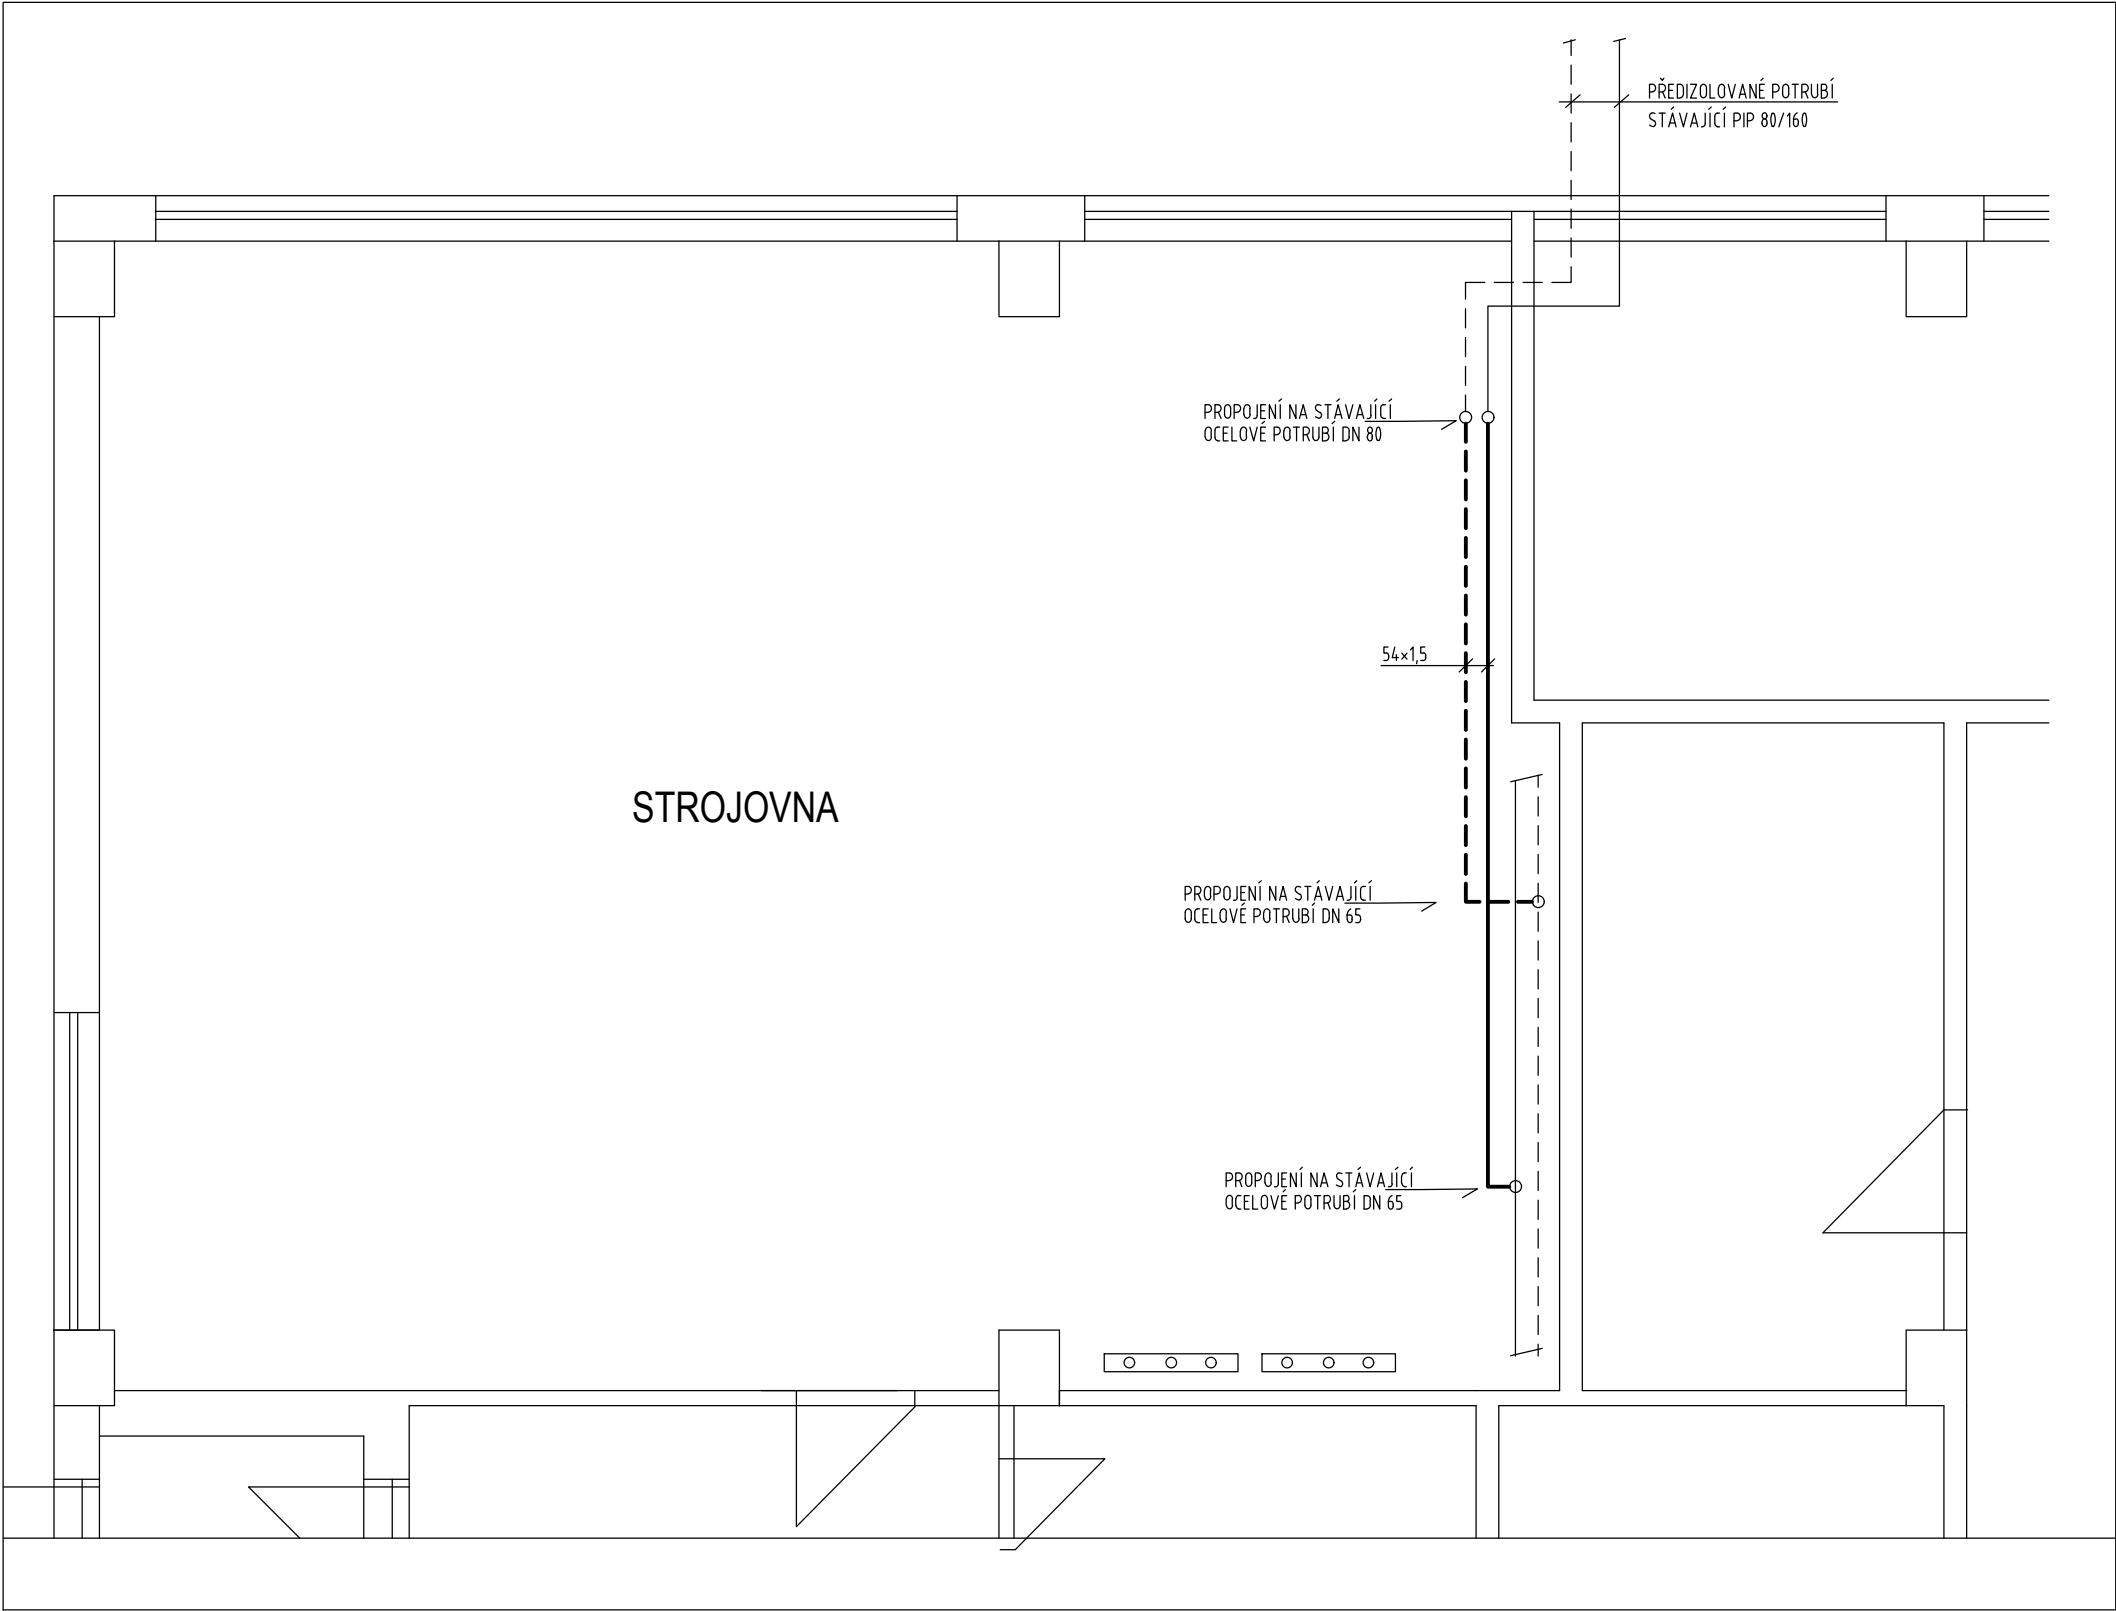 PŘEDIZOLOVANÉ POTRUBÍ
STÁVAJÍCÍ PIP 80/160
PROPOJENÍ NA STÁVAJÍCÍ
OCELOVÉ POTRUBÍ DN 80
54×1,5
STROJOVNA
PROPOJENÍ NA STÁVAJÍCÍ
OCELOVÉ POTRUBÍ DN 65
PROPOJENÍ NA STÁVAJÍCÍ
OCELOVÉ POTRUBÍ DN 65